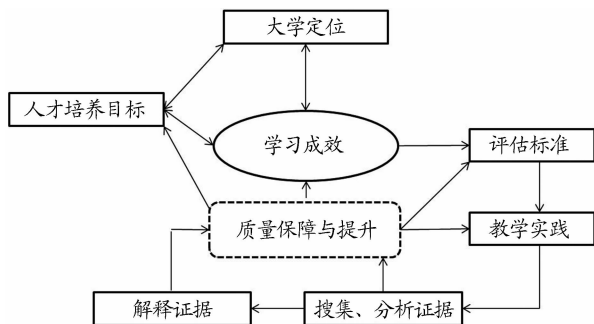 大学定位
人才培养目标
学习成效
评估标准
质量保障与提升
教学实践
解释证据
搜集、分析证据